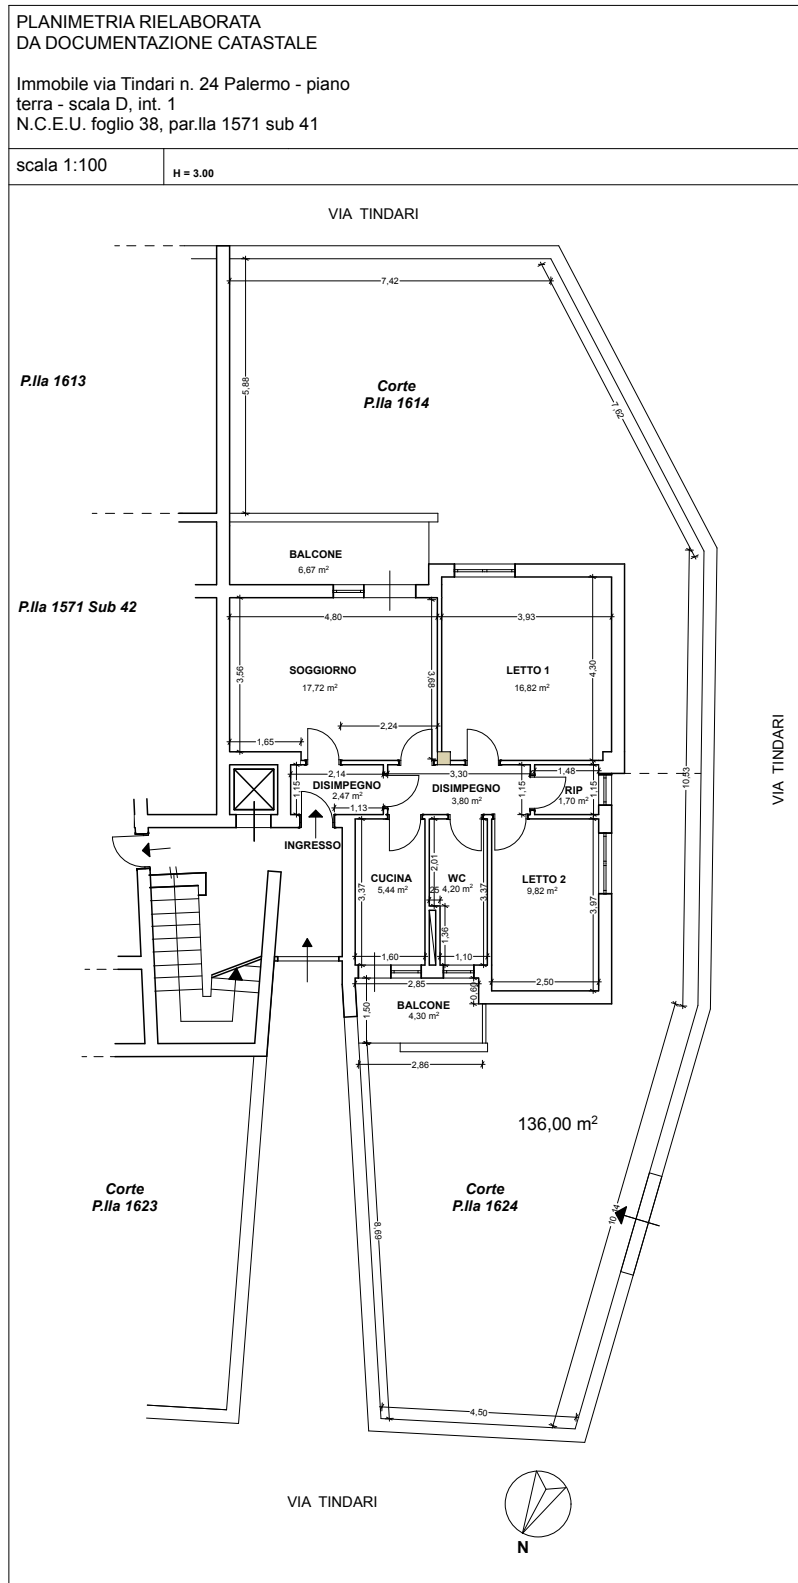 PLANIMETRIA RIELABORATA
DA DOCUMENTAZIONE CATASTALE
Immobile via Tindari n. 24 Palermo - piano
terra - scala D, int. 1
N.C.E.U. foglio 38, par.lla 1571 sub 41
scala 1:100
H = 3.00
VIA TINDARI
7,42
P.lla 1613
5,88
Corte
P.lla 1614
7,62
BALCONE
6,67 m²
P.lla 1571 Sub 42
4,80
3,93
3,56
SOGGIORNO
17,72 m²
3,68
LETTO 1
16,82 m²
4,30
2,24
1,65
VIA TINDARI
10,53
2,14
3,30
1,48
1,15
DISIMPEGNO
2,47 m²
DISIMPEGNO
3,80 m²
1,15
RIP
1,70 m²
1,15
1,13
INGRESSO
2,01
3,37
CUCINA
5,44 m²
WC
4,20 m²
3,37
LETTO 2
9,82 m²
25
3,97
1,36
1,60
1,10
2,85
2,50
0,60
1,50
BALCONE
4,30 m²
2,86
136,00 m²
Corte
P.lla 1623
Corte
P.lla 1624
8,69
10,44
4,50
VIA TINDARI
N